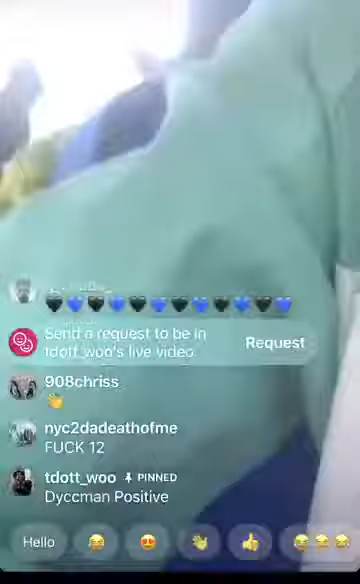 Send a request to be in
tdott_woo's live video.
Request
908chriss
👏
nyc2dadeathofme
FUCK 12
tdott_woo PINNED
Dyccman Positive
Hello 😂 😍 👏 👍 😂😂😂